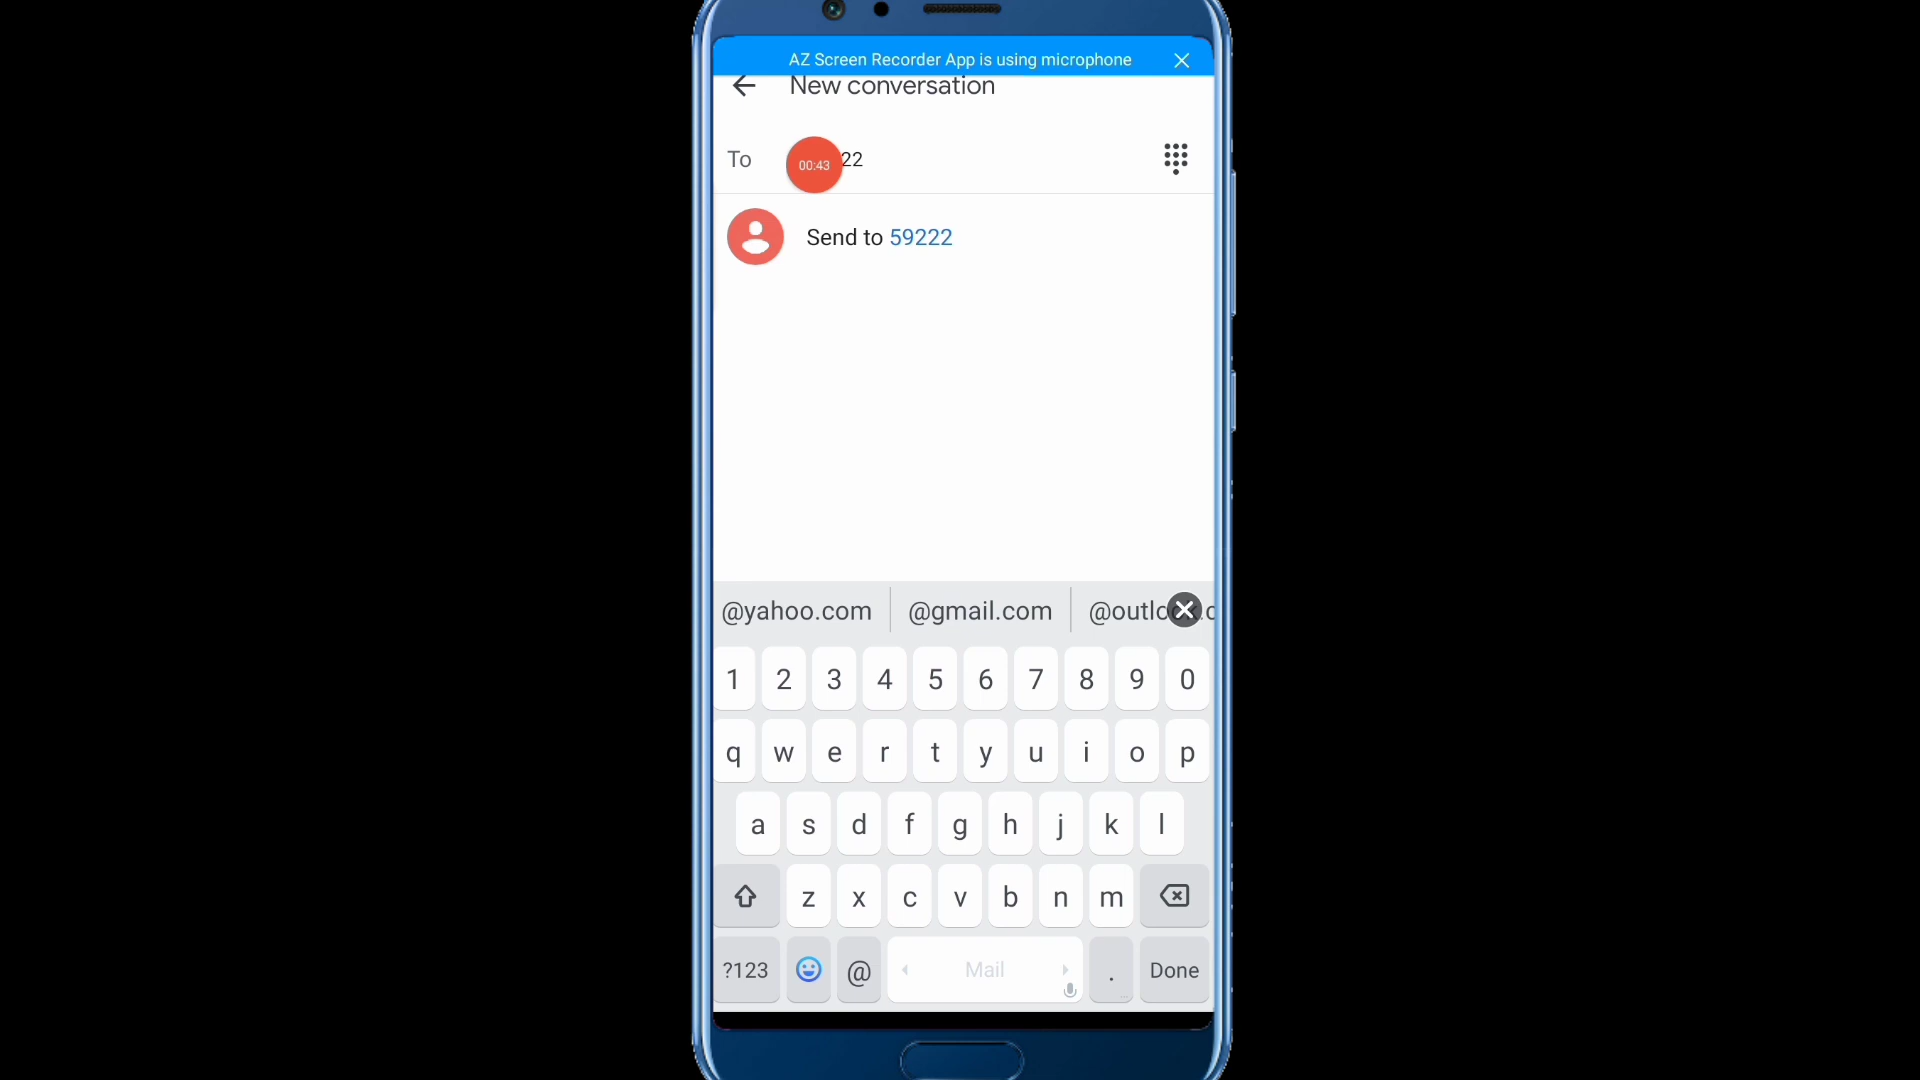 AZ Screen Recorder App is using microphone
New conversation
To 00:43 22
Send to 59222
@yahoo.com @gmail.com
1 2 3 4 5 6 7 8 9 0
q w e r t y u i o p
a s d f g h j k l
z x c v b n m
?123 @ Mail . Done